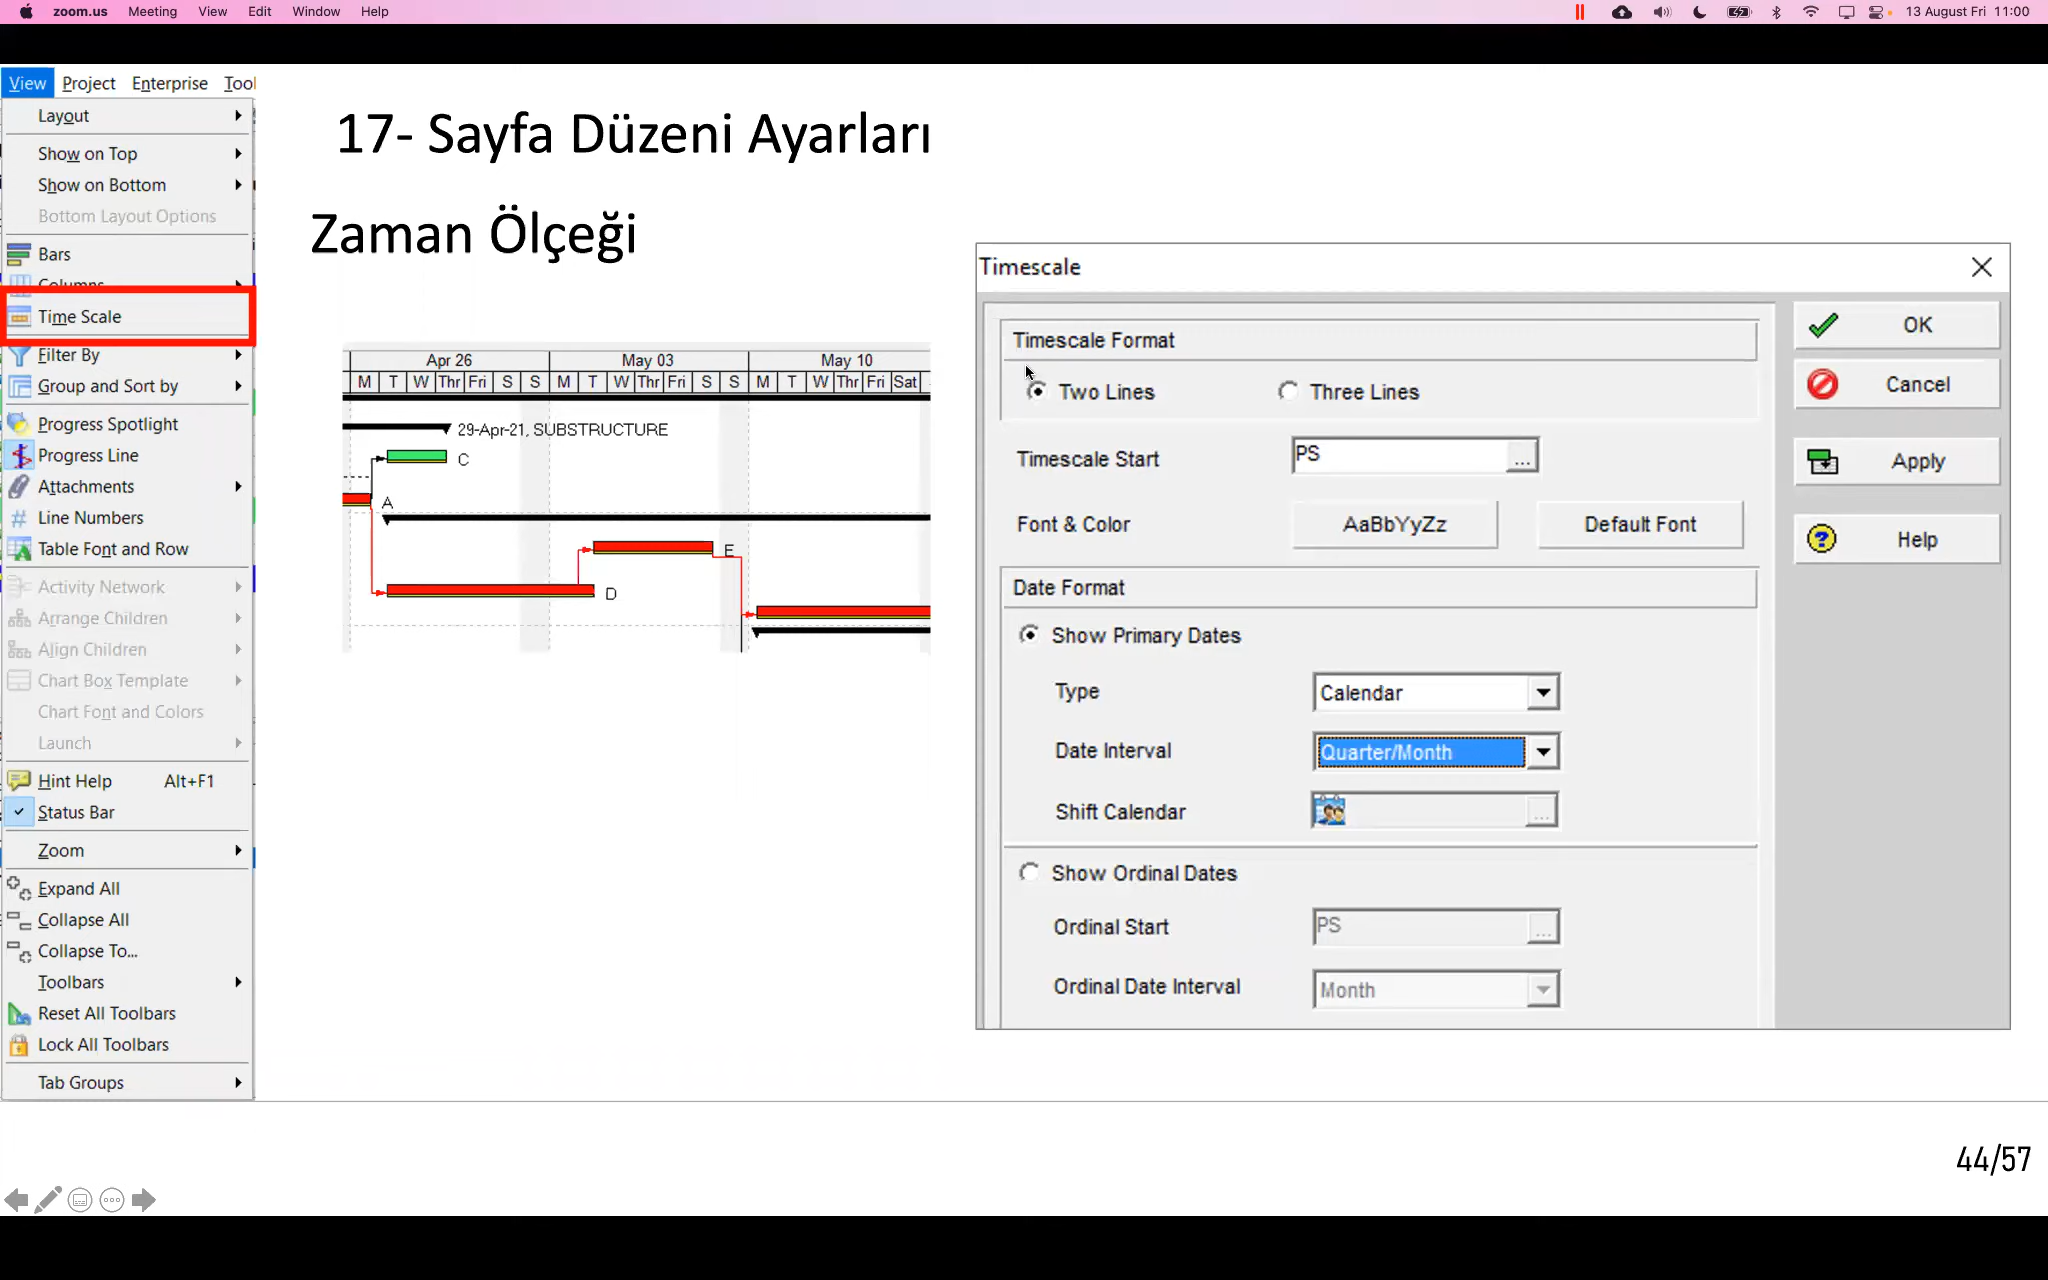 zoom.us Meeting View Edit Window Help 13 August Fri 11:00
View Project Enterprise Tool
Layout
Show on Top
Show on Bottom
Bottom Layout Options
Bars
Columns
Time Scale
Filter By
Group and Sort by
Progress Spotlight
Progress Line
Attachments
Line Numbers
Table Font and Row
Activity Network
Arrange Children
Align Children
Chart Box Template
Chart Font and Colors
Launch
Hint Help Alt+F1
Status Bar
Zoom
Expand All
Collapse All
Collapse To...
Toolbars
Reset All Toolbars
Lock All Toolbars
Tab Groups
17- Sayfa Düzeni Ayarları
Zaman Ölçeği
Apr 26 May 03 May 10
M T W Thr Fri S S M T W Thr Fri S S M T W Thr Fri Sat
29-Apr-21, SUBSTRUCTURE
C
A
E
D
Timescale
Timescale Format
Two Lines Three Lines
Timescale Start PS ...
Font & Color AaBbYyZz Default Font
Date Format
Show Primary Dates
Type Calendar
Date Interval Quarter/Month
Shift Calendar ...
Show Ordinal Dates
Ordinal Start PS ...
Ordinal Date Interval Month
OK
Cancel
Apply
Help
44/57